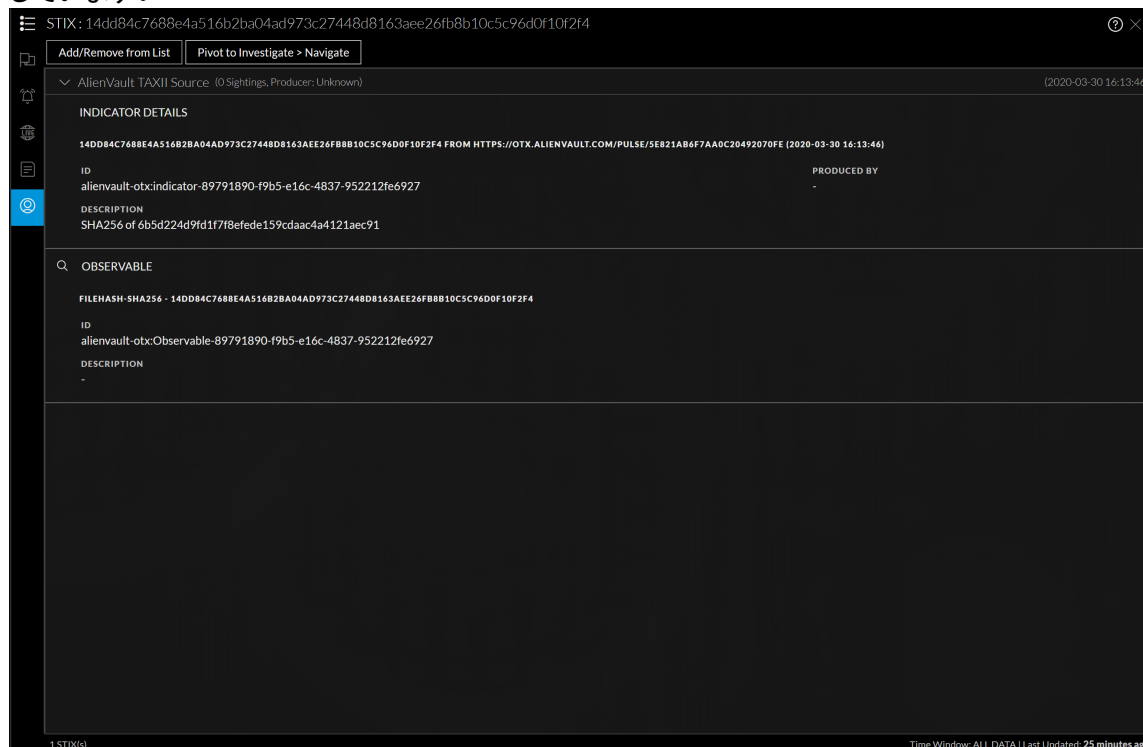 STIX : 14dd84c7688e4a516b2ba04ad973c27448d8163aee26fb8b10c5c96d0f10f2f4
Add/Remove from List
Pivot to Investigate > Navigate
AlienVault TAXII Source (0 Sightings, Producer: Unknown) (2020-03-30 16:13:46
INDICATOR DETAILS
14DD84C7688E4A516B2BA04AD973C27448D8163AEE26FB8B10C5C96D0F10F2F4 FROM HTTPS://OTX.ALIENVAULT.COM/PULSE/5E821AB6F7AA0C20492070FE (2020-03-30 16:13:46)
ID PRODUCED BY
alienvault-otx:indicator-89791890-f9b5-e16c-4837-952212fe6927 -
DESCRIPTION
SHA256 of 6b5d224d9fd1f7f8efede159cdaac4a4121aec91
OBSERVABLE
FILEHASH-SHA256 - 14DD84C7688E4A516B2BA04AD973C27448D8163AEE26FB8B10C5C96D0F10F2F4
ID
alienvault-otx:Observable-89791890-f9b5-e16c-4837-952212fe6927
DESCRIPTION
-
1 STIX(s) Time Window: ALL DATA | Last Updated: 25 minutes ag